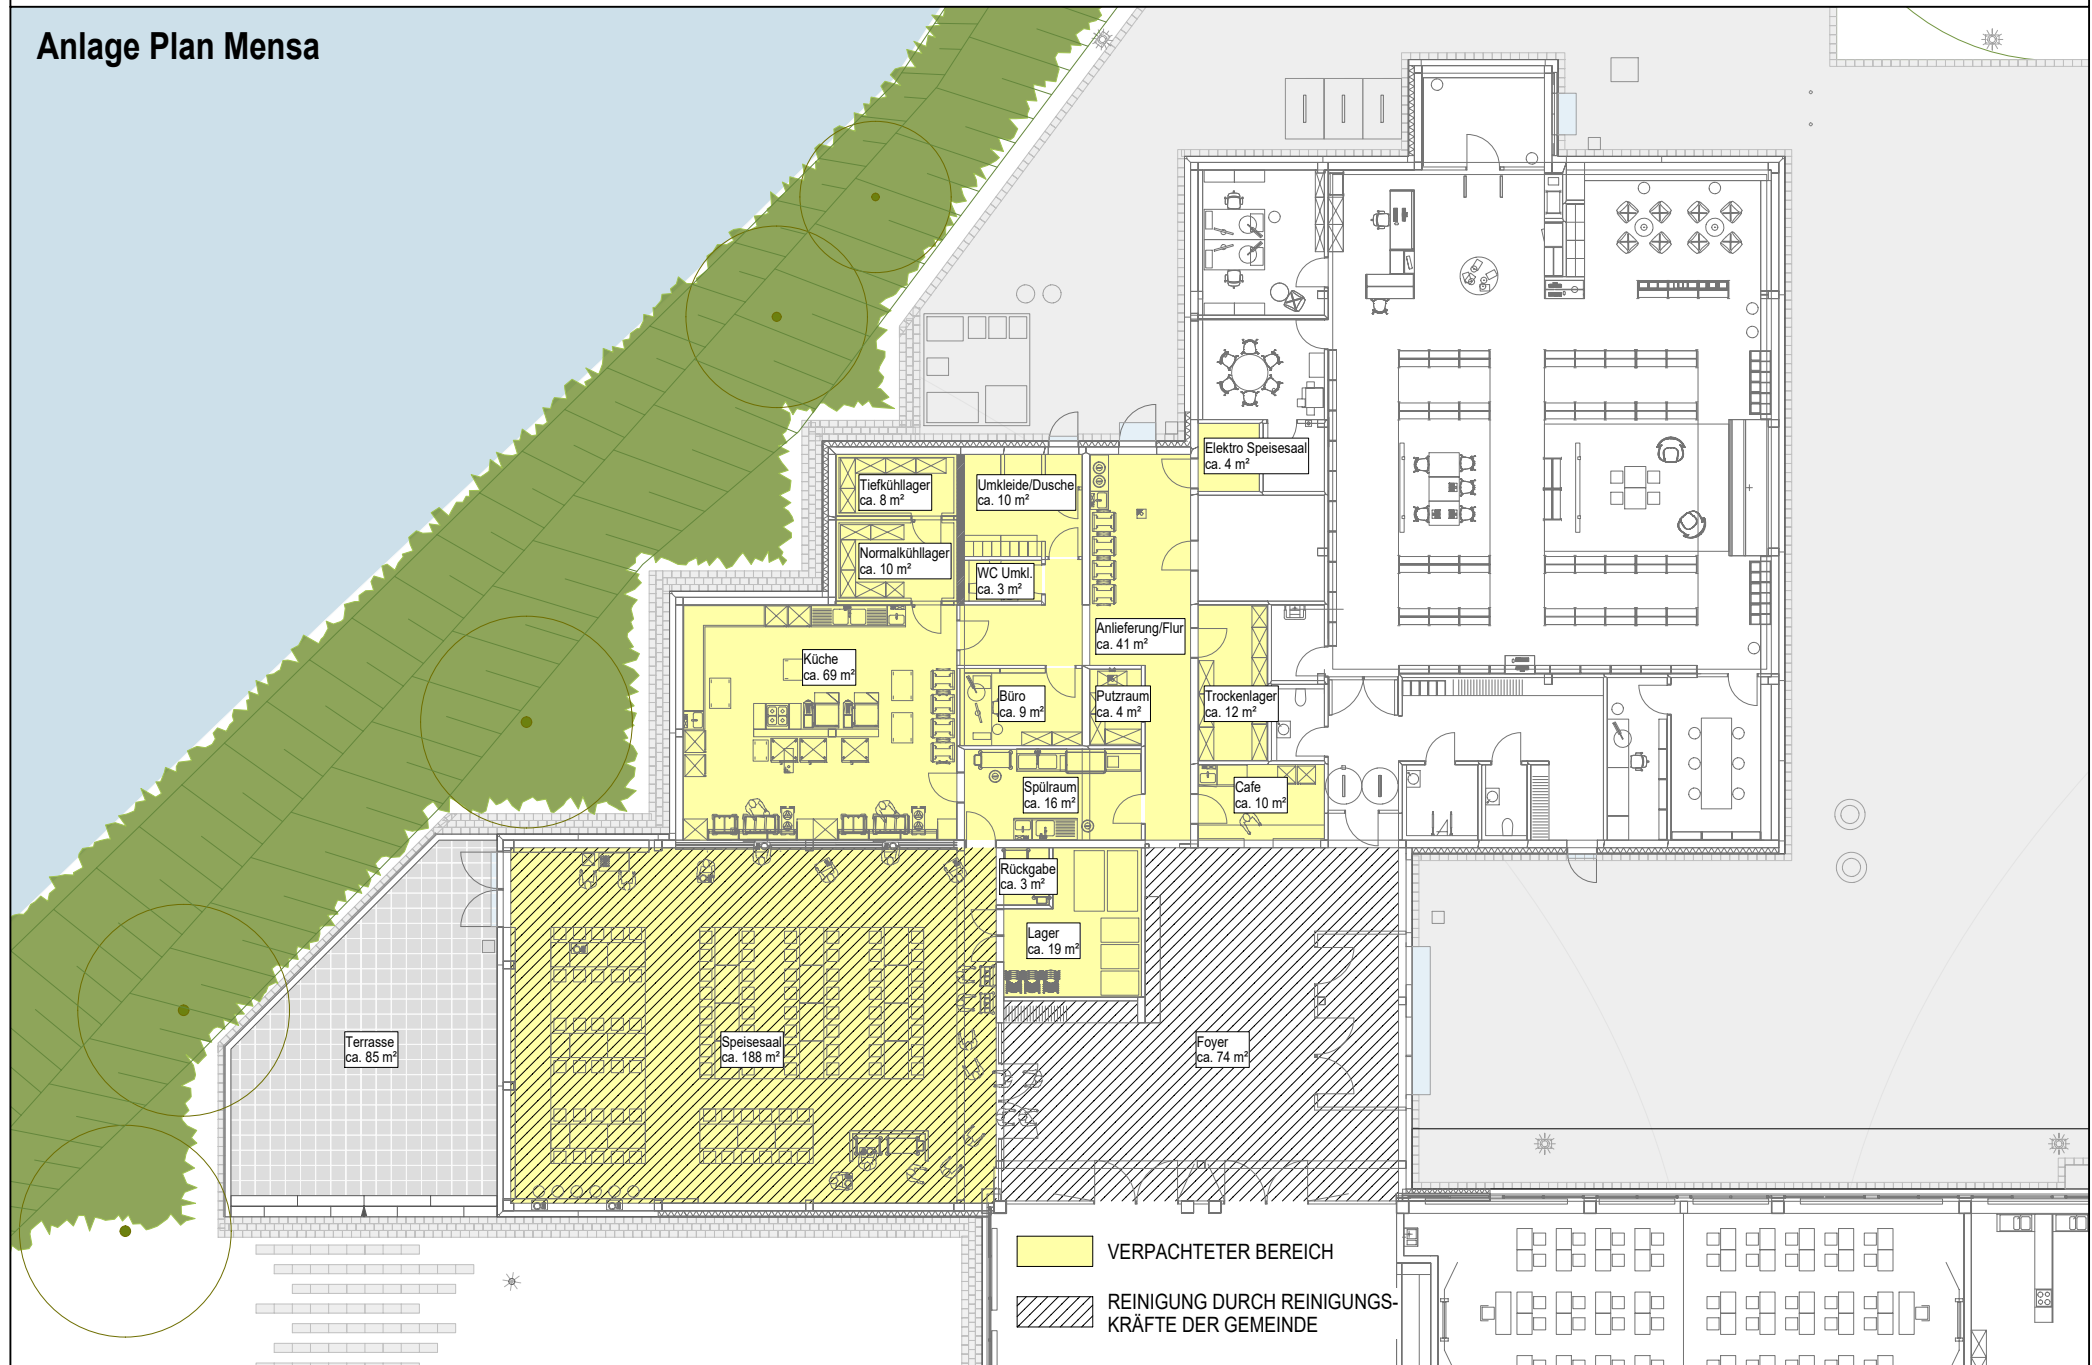 Anlage Plan Mensa
Elektro Speisesaal
ca. 4 m²
Tiefkühllager
ca. 8 m²
Umkleide/Dusche
ca. 10 m²
Normalkühllager
ca. 10 m²
WC Umkl.
ca. 3 m²
Anlieferung/Flur
ca. 41 m²
Küche
ca. 69 m²
Büro
ca. 9 m²
Putzraum
ca. 4 m²
Trockenlager
ca. 12 m²
Spülraum
ca. 16 m²
Cafe
ca. 10 m²
Rückgabe
ca. 3 m²
Lager
ca. 19 m²
Terrasse
ca. 85 m²
Speisesaal
ca. 188 m²
Foyer
ca. 74 m²
VERPACHTETER BEREICH
REINIGUNG DURCH REINIGUNGS-
KRÄFTE DER GEMEINDE